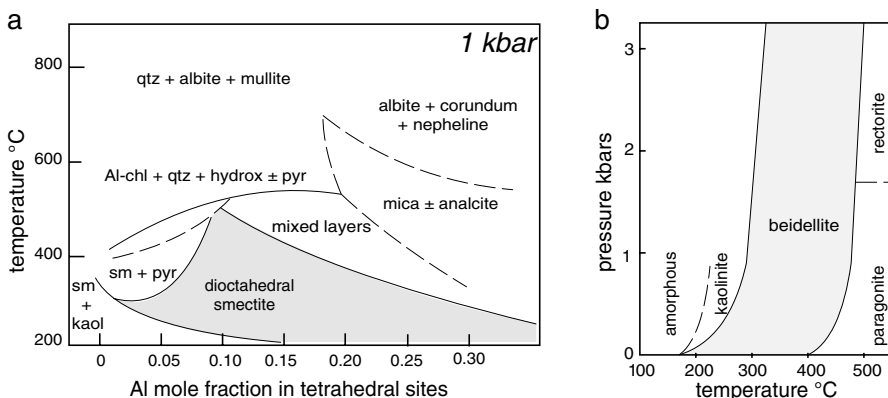 a
1 kbar
800
600
400
200
temperature °C
qtz + albite + mullite
albite + corundum
+ nepheline
Al-chl + qtz + hydrox ± pyr
mica ± analcite
mixed layers
sm + pyr
sm
+
kaol
dioctahedral
smectite
0
0.05
0.10
0.15
0.20
0.30
Al mole fraction in tetrahedral sites
b
3
2
1
0
pressure kbars
amorphous
kaolinite
beidellite
rectorite
paragonite
100
200
300
400
500
temperature °C